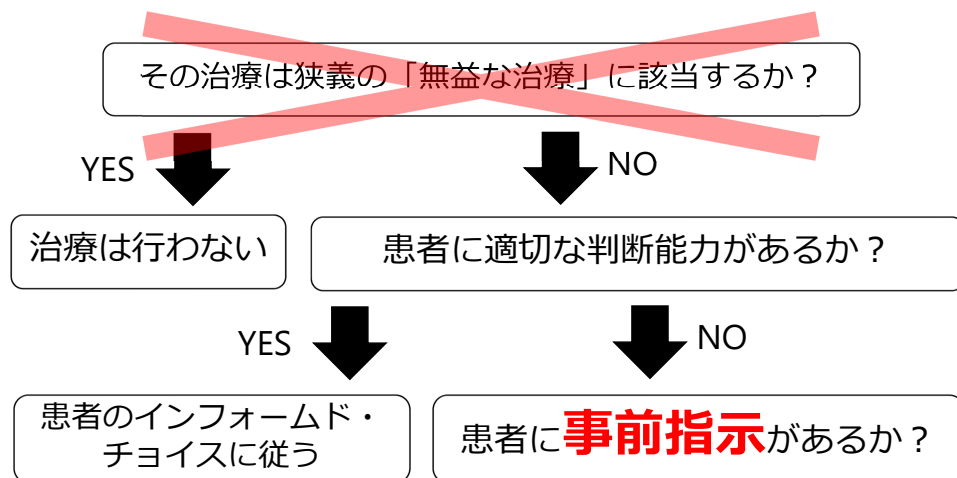 その治療は狭義の「無益な治療」に該当するか？
YES
NO
治療は行わない
患者に適切な判断能力があるか？
YES
NO
患者のインフォームド・
チョイスに従う
患者に事前指示があるか？